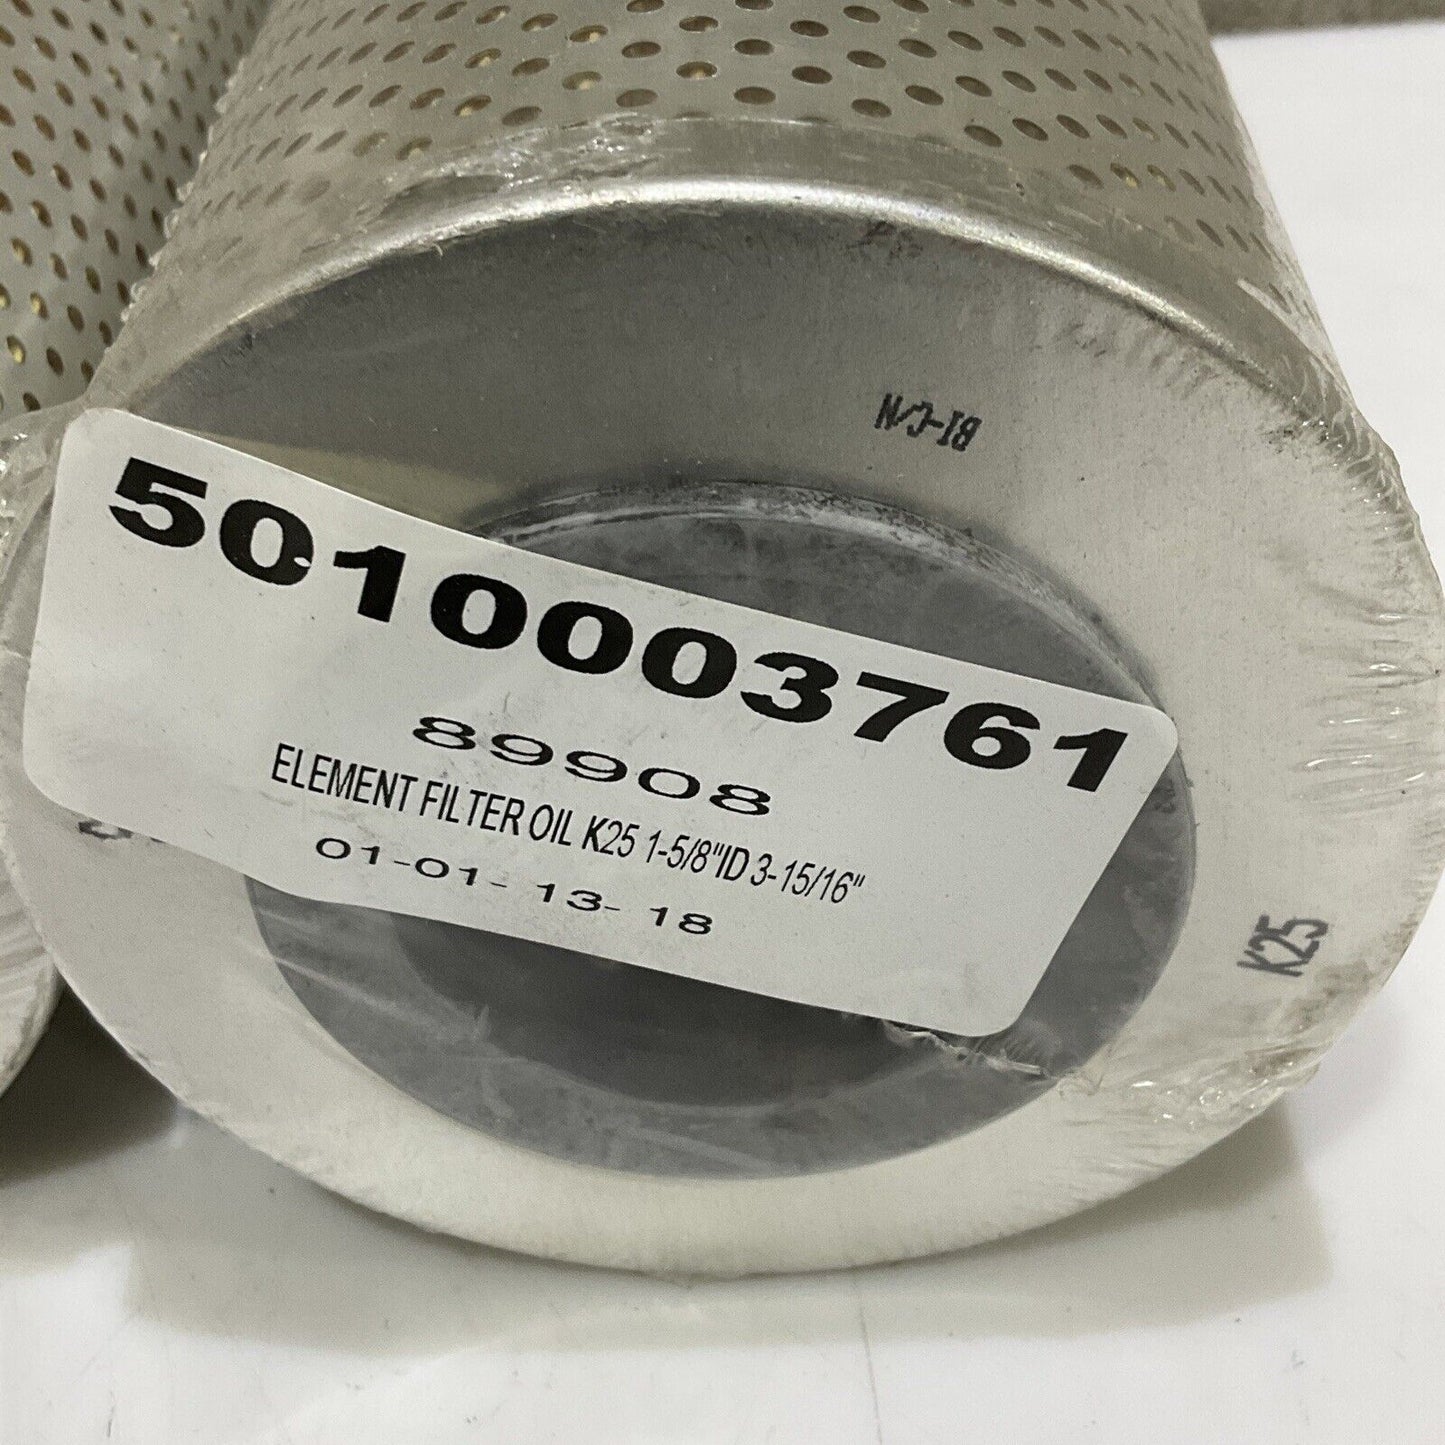 BI-C/N
5010003761
89908
ELEMENT FILTER OIL K25 1-5/8"ID 3-15/16"
01-01- 13- 18
K25